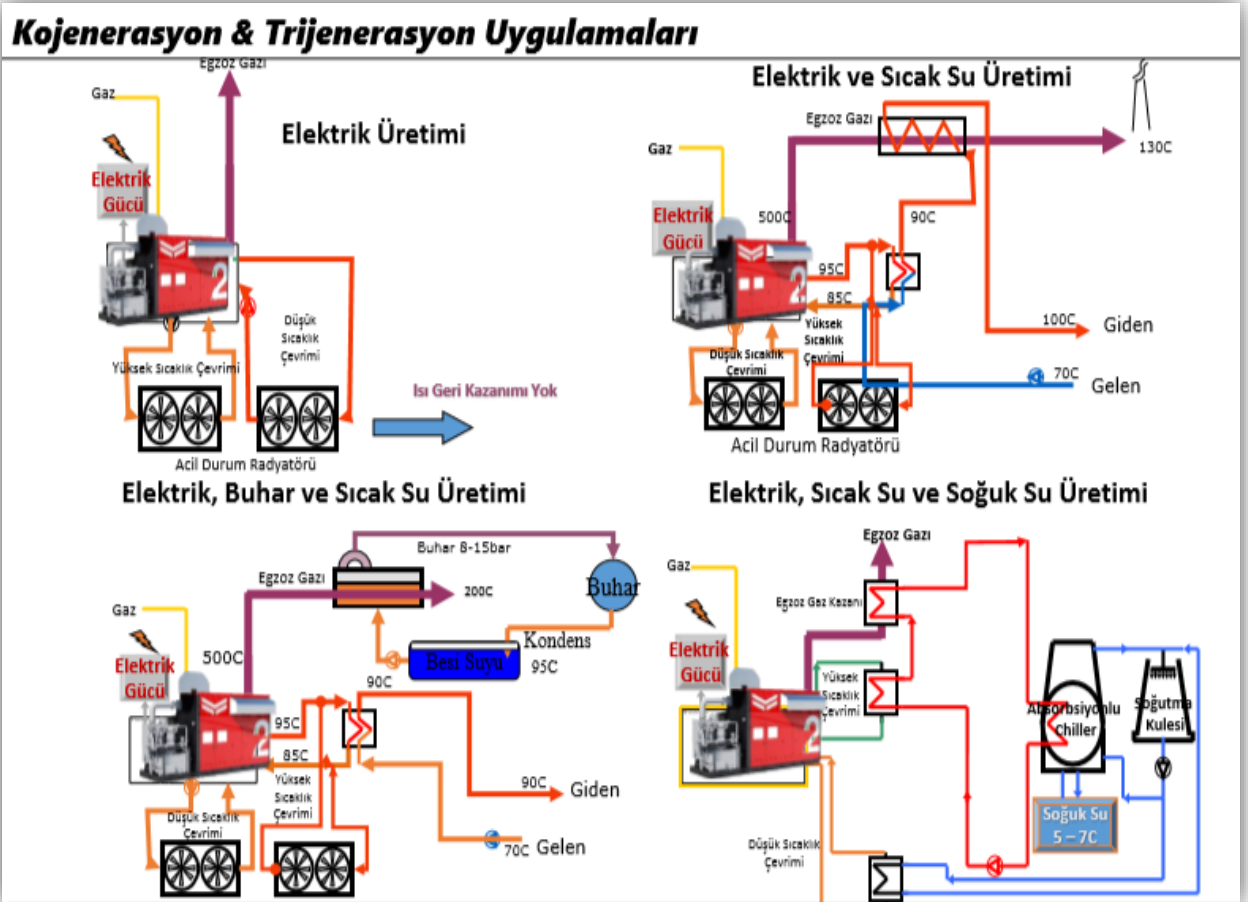 Kojenerasyon & Trijenerasyon Uygulamaları
Elektrik Üretimi
Egzoz Gazı
Gaz
Elektrik
Gücü
2
Düşük
Sıcaklık
Çevrimi
Yüksek Sıcaklık Çevrimi
Isı Geri Kazanımı Yok
Acil Durum Radyatörü
Elektrik ve Sıcak Su Üretimi
Egzoz Gazı
130C
Gaz
Elektrik
Gücü
500C
90C
2
95C
85C
Yüksek
Sıcaklık
Çevrimi
Düşük Sıcaklık
Çevrimi
100C
Giden
70C
Gelen
Acil Durum Radyatörü
Elektrik, Buhar ve Sıcak Su Üretimi
Buhar 8-15bar
Egzoz Gazı
200C
Buhar
Gaz
Kondens
Besi Suyu
95C
Elektrik
Gücü
500C
90C
2
95C
85C
Yüksek
Sıcaklık
Çevrimi
Düşük Sıcaklık
Çevrimi
90C
Giden
70C
Gelen
Elektrik, Sıcak Su ve Soğuk Su Üretimi
Egzoz Gazı
Gaz
Egzoz Gaz Kazanı
Elektrik
Gücü
2
Yüksek
Sıcaklık
Çevrimi
Absorbsiyonlu
Chiller
Soğutma
Kulesi
Soğuk Su
5 – 7C
Düşük Sıcaklık
Çevrimi